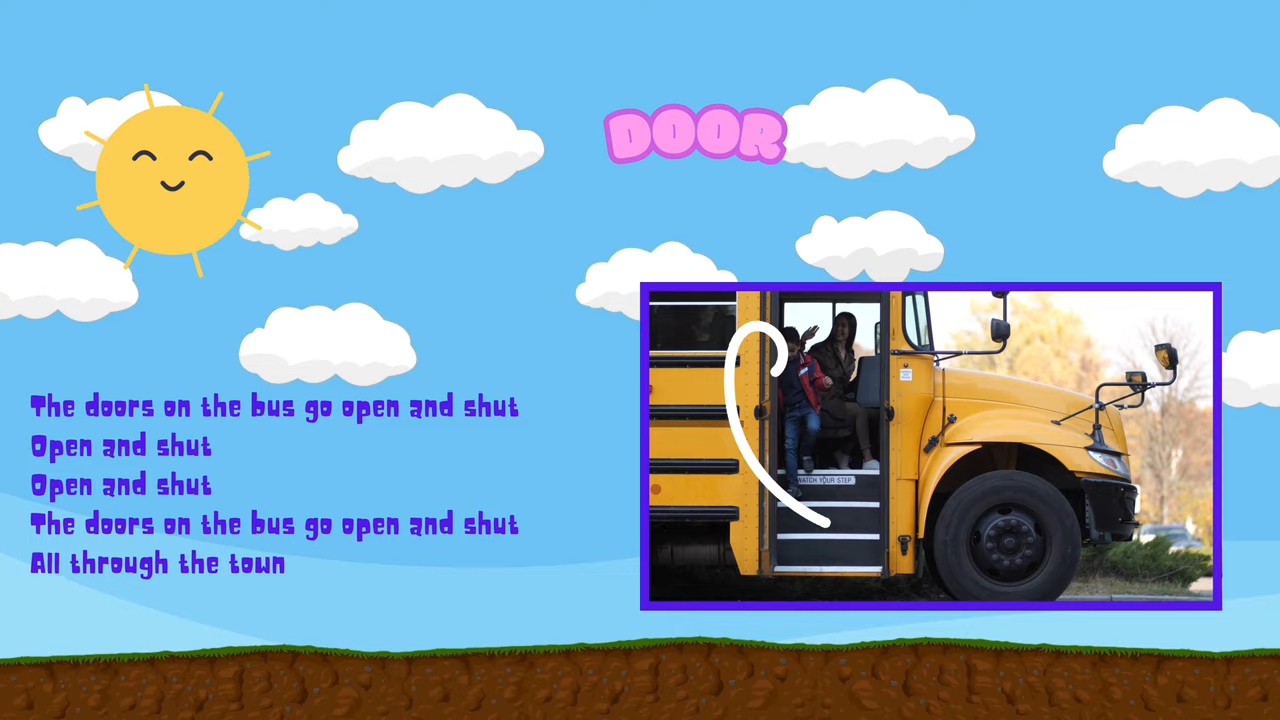 DOOR
The doors on the bus go open and shut
Open and shut
Open and shut
The doors on the bus go open and shut
All through the town
WATCH YOUR STEP